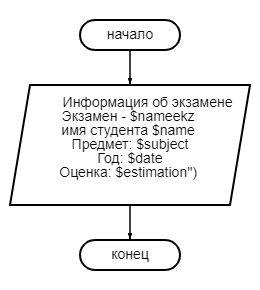 начало
Информация об экзамене
Экзамен - $nameekz
имя студента $name
Предмет: $subject
Год: $date
Оценка: $estimation")
конец